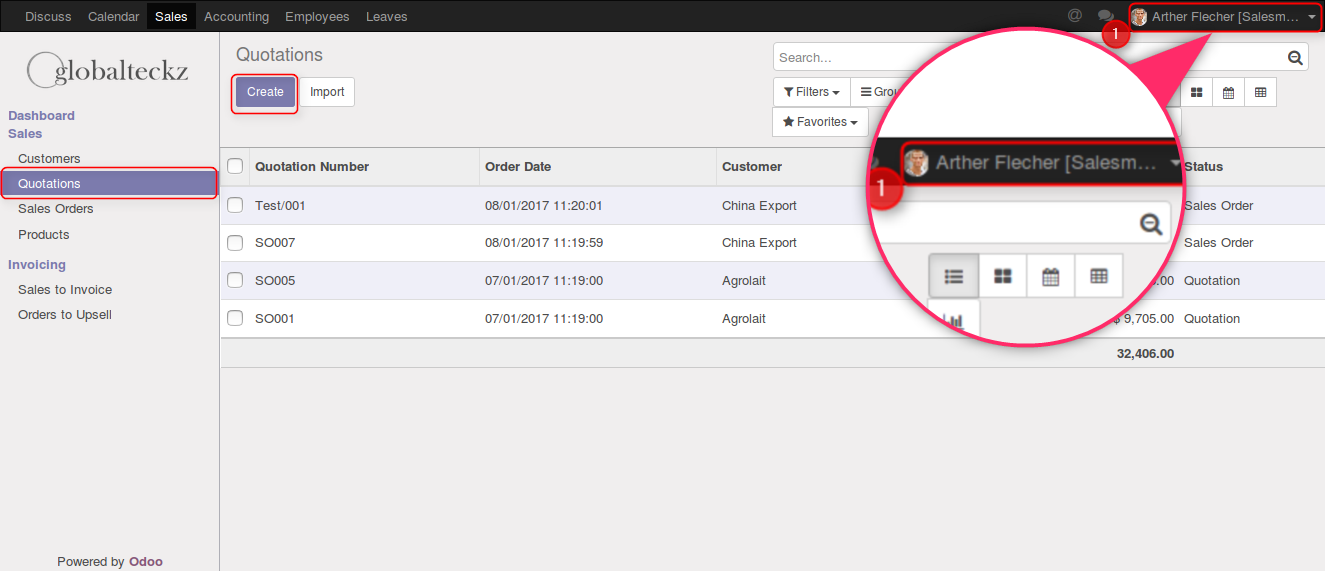 Discuss Calendar Sales Accounting Employees Leaves @ Arther Flecher [Salesm...
1
globalteckz
Dashboard
Sales
Customers
Quotations
Sales Orders
Products
Invoicing
Sales to Invoice
Orders to Upsell
Powered by Odoo
Quotations
Search...
Create Import
Filters
Favorites
Arther Flecher [Salesm...
1
Quotation Number Order Date Customer Status
Test/001 08/01/2017 11:20:01 China Export Sales Order
SO007 08/01/2017 11:19:59 China Export Sales Order
SO005 07/01/2017 11:19:00 Agrolait .00 Quotation
SO001 07/01/2017 11:19:00 Agrolait $ 9,705.00 Quotation
32,406.00